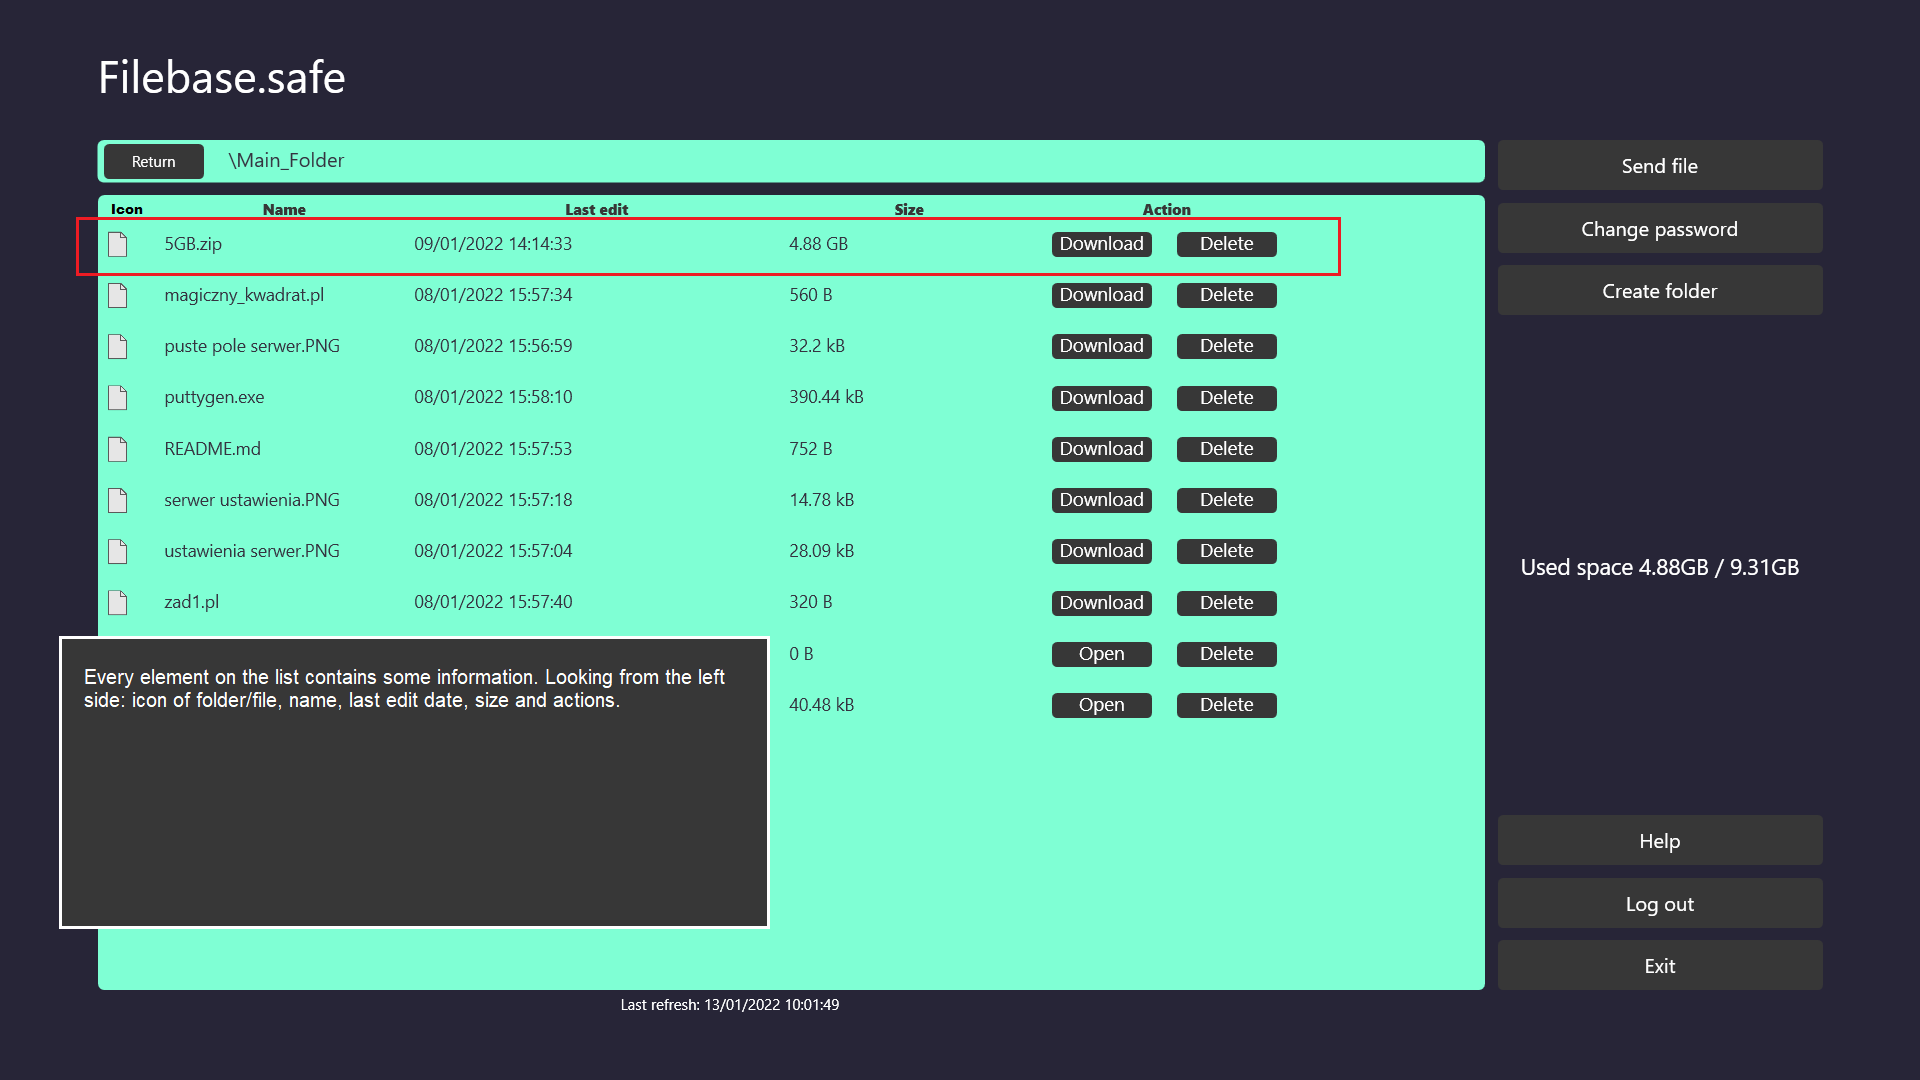 Filebase.safe
Return \Main_Folder
Icon Name Last edit Size Action
5GB.zip 09/01/2022 14:14:33 4.88 GB Download Delete
magiczny_kwadrat.pl 08/01/2022 15:57:34 560 B Download Delete
puste pole serwer.PNG 08/01/2022 15:56:59 32.2 kB Download Delete
puttygen.exe 08/01/2022 15:58:10 390.44 kB Download Delete
README.md 08/01/2022 15:57:53 752 B Download Delete
serwer ustawienia.PNG 08/01/2022 15:57:18 14.78 kB Download Delete
ustawienia serwer.PNG 08/01/2022 15:57:04 28.09 kB Download Delete
zad1.pl 08/01/2022 15:57:40 320 B Download Delete
0 B Open Delete
40.48 kB Open Delete
Every element on the list contains some information. Looking from the left
side: icon of folder/file, name, last edit date, size and actions.
Last refresh: 13/01/2022 10:01:49
Send file
Change password
Create folder
Used space 4.88GB / 9.31GB
Help
Log out
Exit